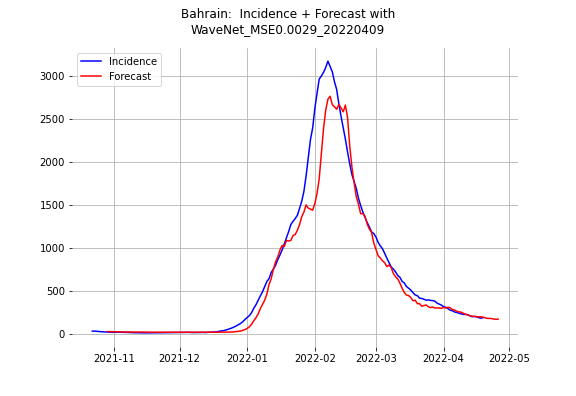 Bahrain:  Incidence + Forecast with
WaveNet_MSE0.0029_20220409
Incidence
Forecast
3000
2500
2000
1500
1000
500
0
2021-11 2021-12 2022-01 2022-02 2022-03 2022-04 2022-05